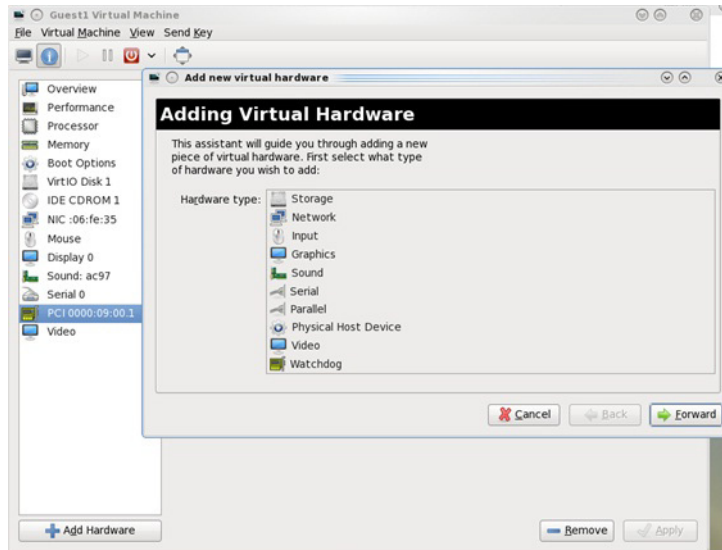 Guest1 Virtual Machine
File Virtual Machine View Send Key
Add new virtual hardware
Overview
Performance
Processor
Memory
Boot Options
VirtIO Disk 1
IDE CDROM 1
NIC :06:fe:35
Mouse
Display 0
Sound: ac97
Serial 0
PCI 0000:09:00.1
Video
Adding Virtual Hardware
This assistant will guide you through adding a new
piece of virtual hardware. First select what type
of hardware you wish to add:
Hardware type:
Storage
Network
Input
Graphics
Sound
Serial
Parallel
Physical Host Device
Video
Watchdog
Cancel
Back
Forward
Add Hardware
Remove
Apply